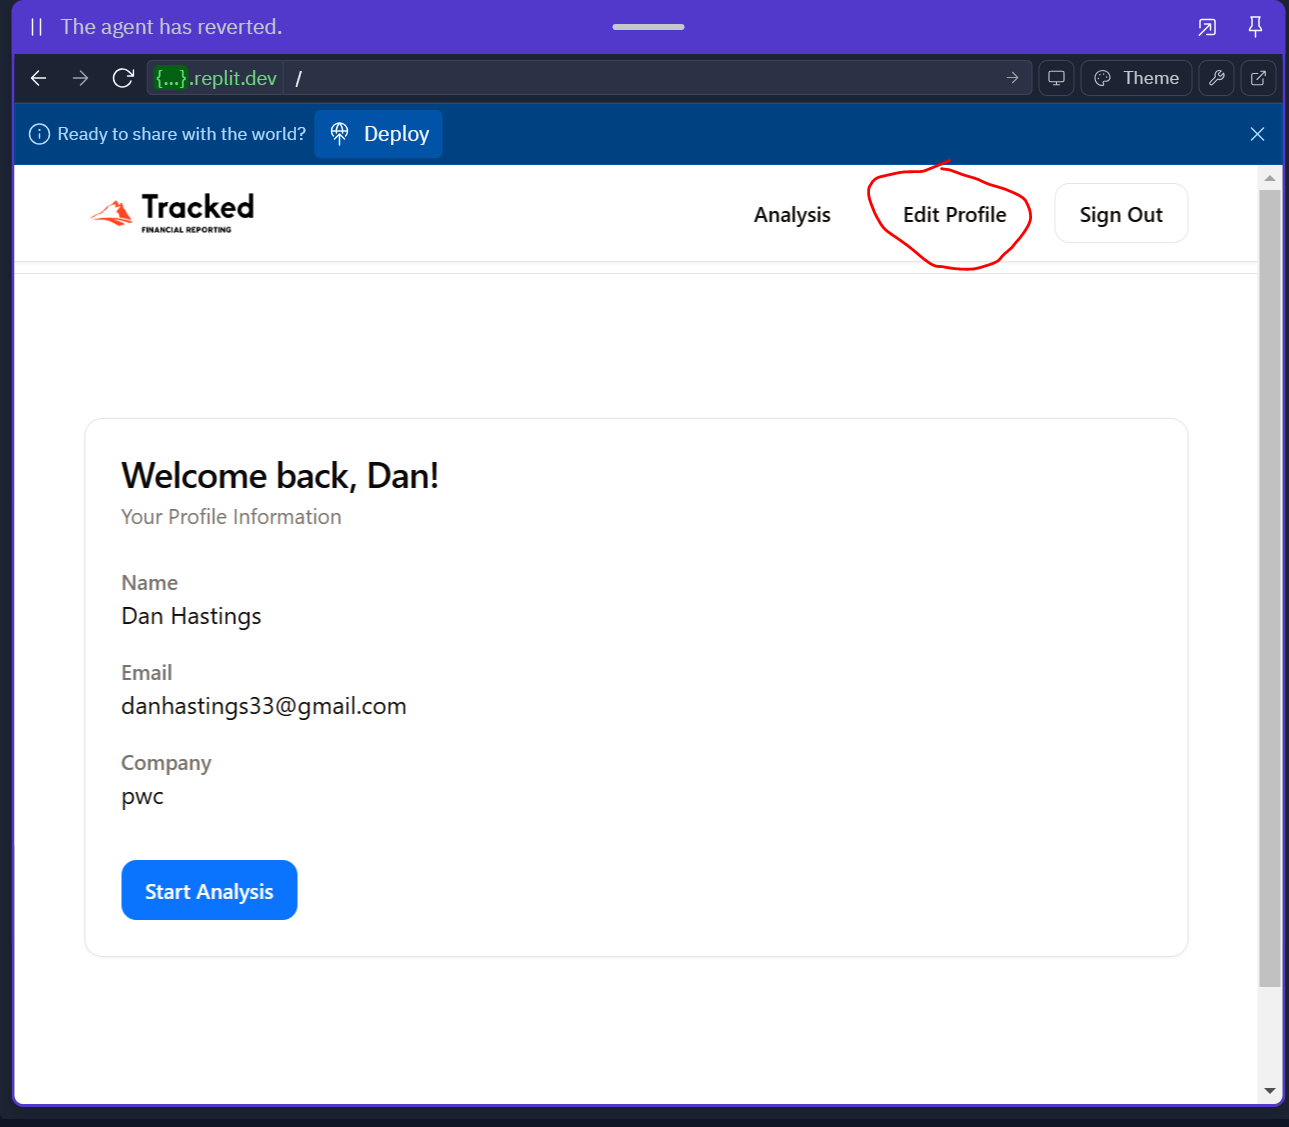 The agent has reverted.
{...}.replit.dev /
Theme
Ready to share with the world? Deploy
Tracked
FINANCIAL REPORTING
Analysis Edit Profile Sign Out
Welcome back, Dan!
Your Profile Information
Name
Dan Hastings
Email
danhastings33@gmail.com
Company
pwc
Start Analysis